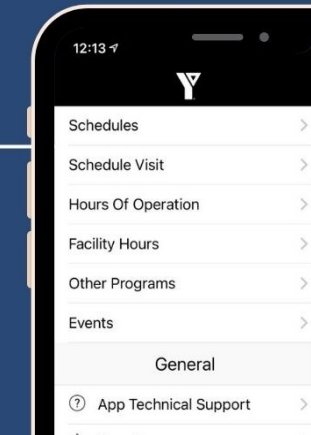 12:13
Schedules
Schedule Visit
Hours Of Operation
Facility Hours
Other Programs
Events
General
App Technical Support